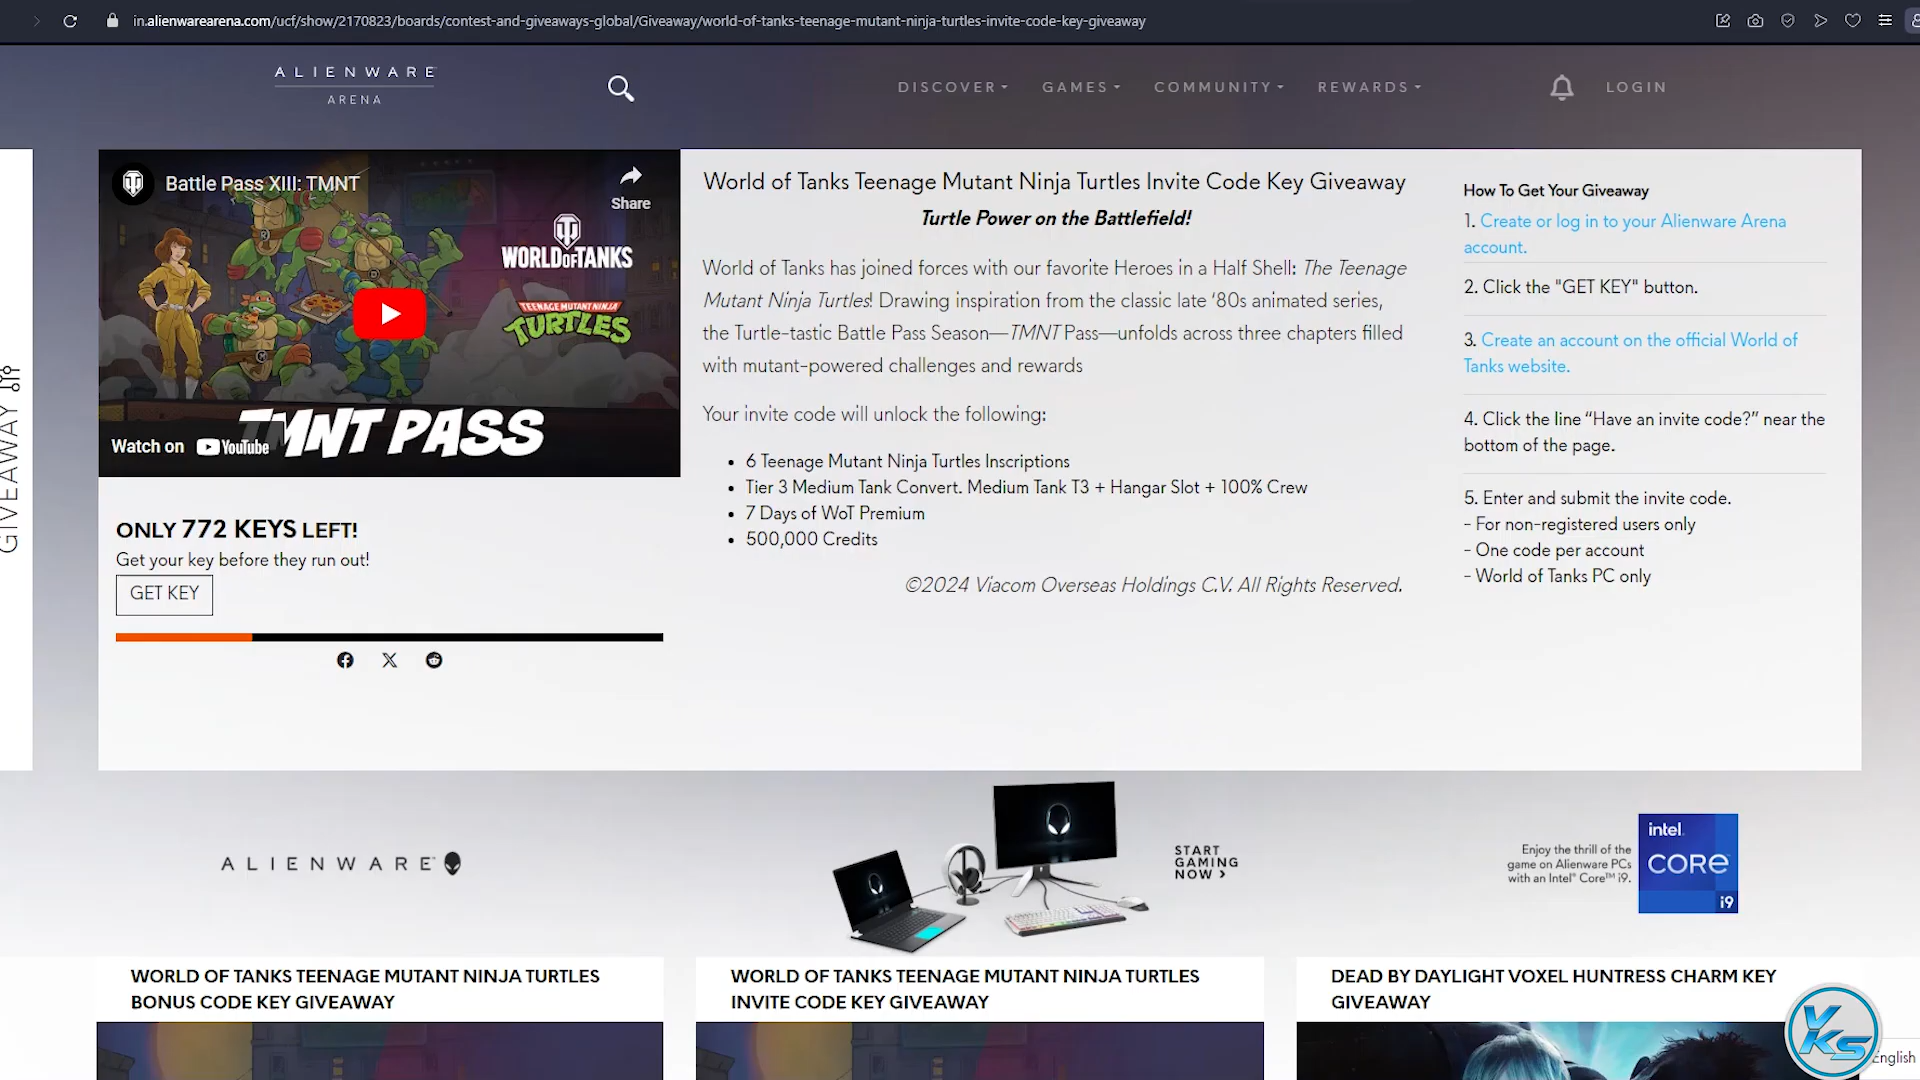 in.alienwarearena.com/ucf/show/2170823/boards/contest-and-giveaways-global/Giveaway/world-of-tanks-teenage-mutant-ninja-turtles-invite-code-key-giveaway
ALIENWARE
ARENA
DISCOVER
GAMES
COMMUNITY
REWARDS
LOGIN
GIVEAWAY
Battle Pass XIII: TMNT
Share
WORLD OF TANKS
TEENAGE MUTANT NINJA
TURTLES
TMNT PASS
Watch on YouTube
ONLY 772 KEYS LEFT!
Get your key before they run out!
GET KEY
World of Tanks Teenage Mutant Ninja Turtles Invite Code Key Giveaway
Turtle Power on the Battlefield!
World of Tanks has joined forces with our favorite Heroes in a Half Shell: The Teenage
Mutant Ninja Turtles! Drawing inspiration from the classic late ‘80s animated series,
the Turtle-tastic Battle Pass Season—TMNT Pass—unfolds across three chapters filled
with mutant-powered challenges and rewards
Your invite code will unlock the following:
• 6 Teenage Mutant Ninja Turtles Inscriptions
• Tier 3 Medium Tank Convert. Medium Tank T3 + Hangar Slot + 100% Crew
• 7 Days of WoT Premium
• 500,000 Credits
©2024 Viacom Overseas Holdings C.V. All Rights Reserved.
How To Get Your Giveaway
1. Create or log in to your Alienware Arena
account.
2. Click the "GET KEY" button.
3. Create an account on the official World of
Tanks website.
4. Click the line “Have an invite code?” near the
bottom of the page.
5. Enter and submit the invite code.
- For non-registered users only
- One code per account
- World of Tanks PC only
ALIENWARE
START
GAMING
NOW >
Enjoy the thrill of the
game on Alienware PCs
with an Intel® Core™ i9.
intel.
CORE
i9
WORLD OF TANKS TEENAGE MUTANT NINJA TURTLES
BONUS CODE KEY GIVEAWAY
WORLD OF TANKS TEENAGE MUTANT NINJA TURTLES
INVITE CODE KEY GIVEAWAY
DEAD BY DAYLIGHT VOXEL HUNTRESS CHARM KEY
GIVEAWAY
YKS
English